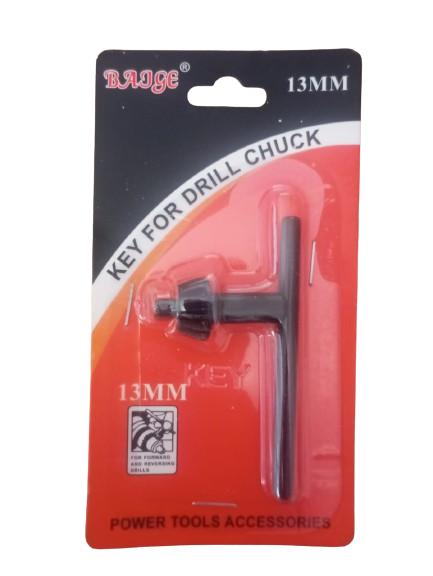 BAIGE®
13MM
KEY FOR DRILL CHUCK
KEY
13MM
FOR FORWARD
AND REVERSING
DRILLS
POWER TOOLS ACCESSORIES